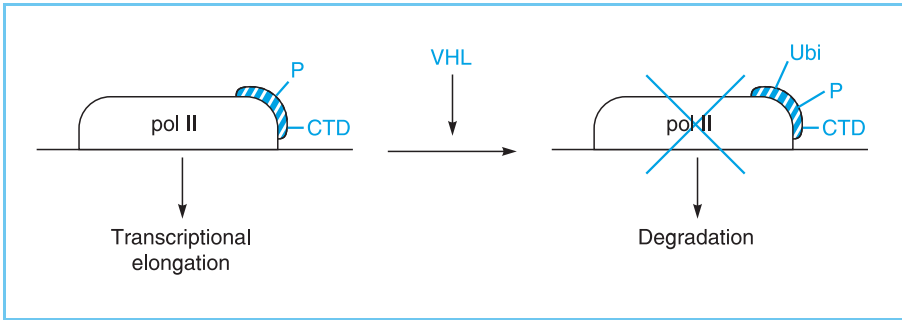 P
pol II
CTD
Transcriptional
elongation
VHL
Ubi
P
pol II
CTD
Degradation